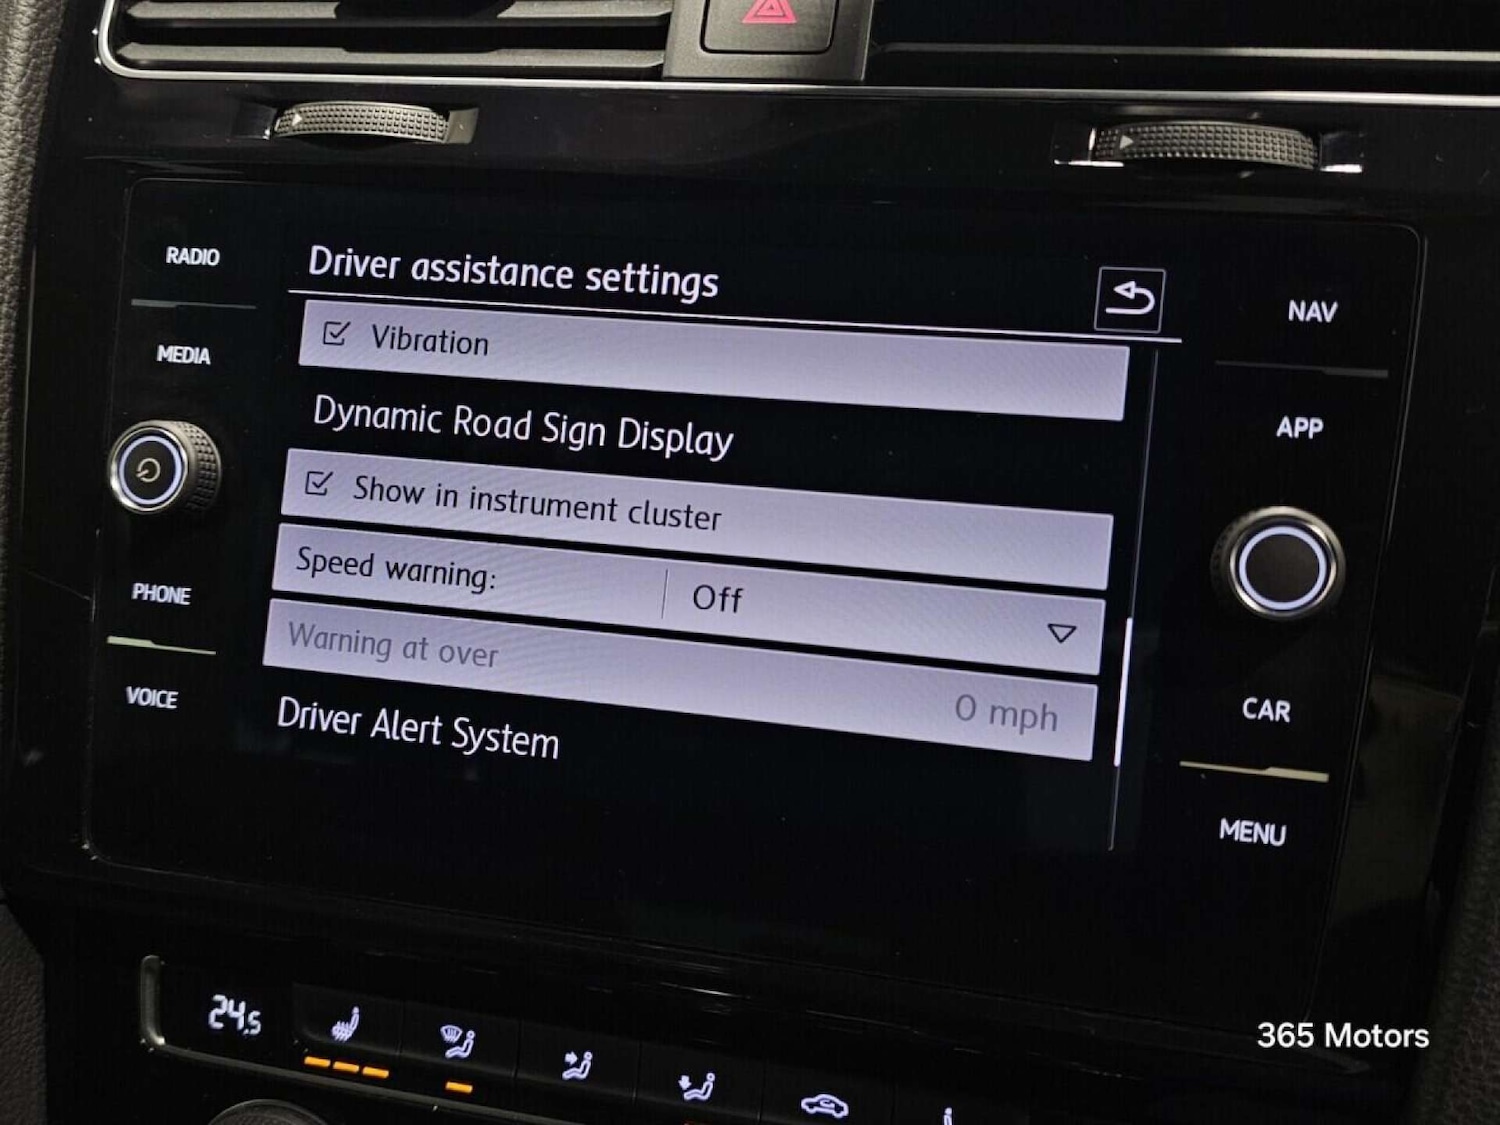 RADIO
MEDIA
PHONE
VOICE
Driver assistance settings
Vibration
Dynamic Road Sign Display
Show in instrument cluster
Speed warning: Off
Warning at over 0 mph
Driver Alert System
NAV
APP
CAR
MENU
24.5
365 Motors